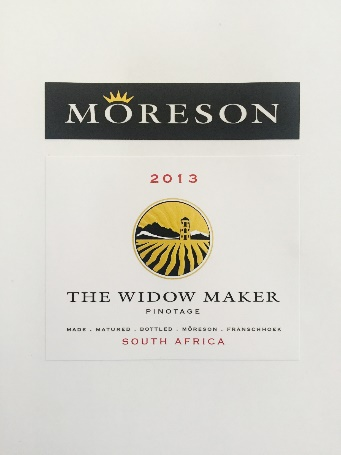 MÔRESON
2013
THE WIDOW MAKER
PINOTAGE
MADE . MATURED . BOTTLED . MÔRESON . FRANSCHHOEK
SOUTH AFRICA